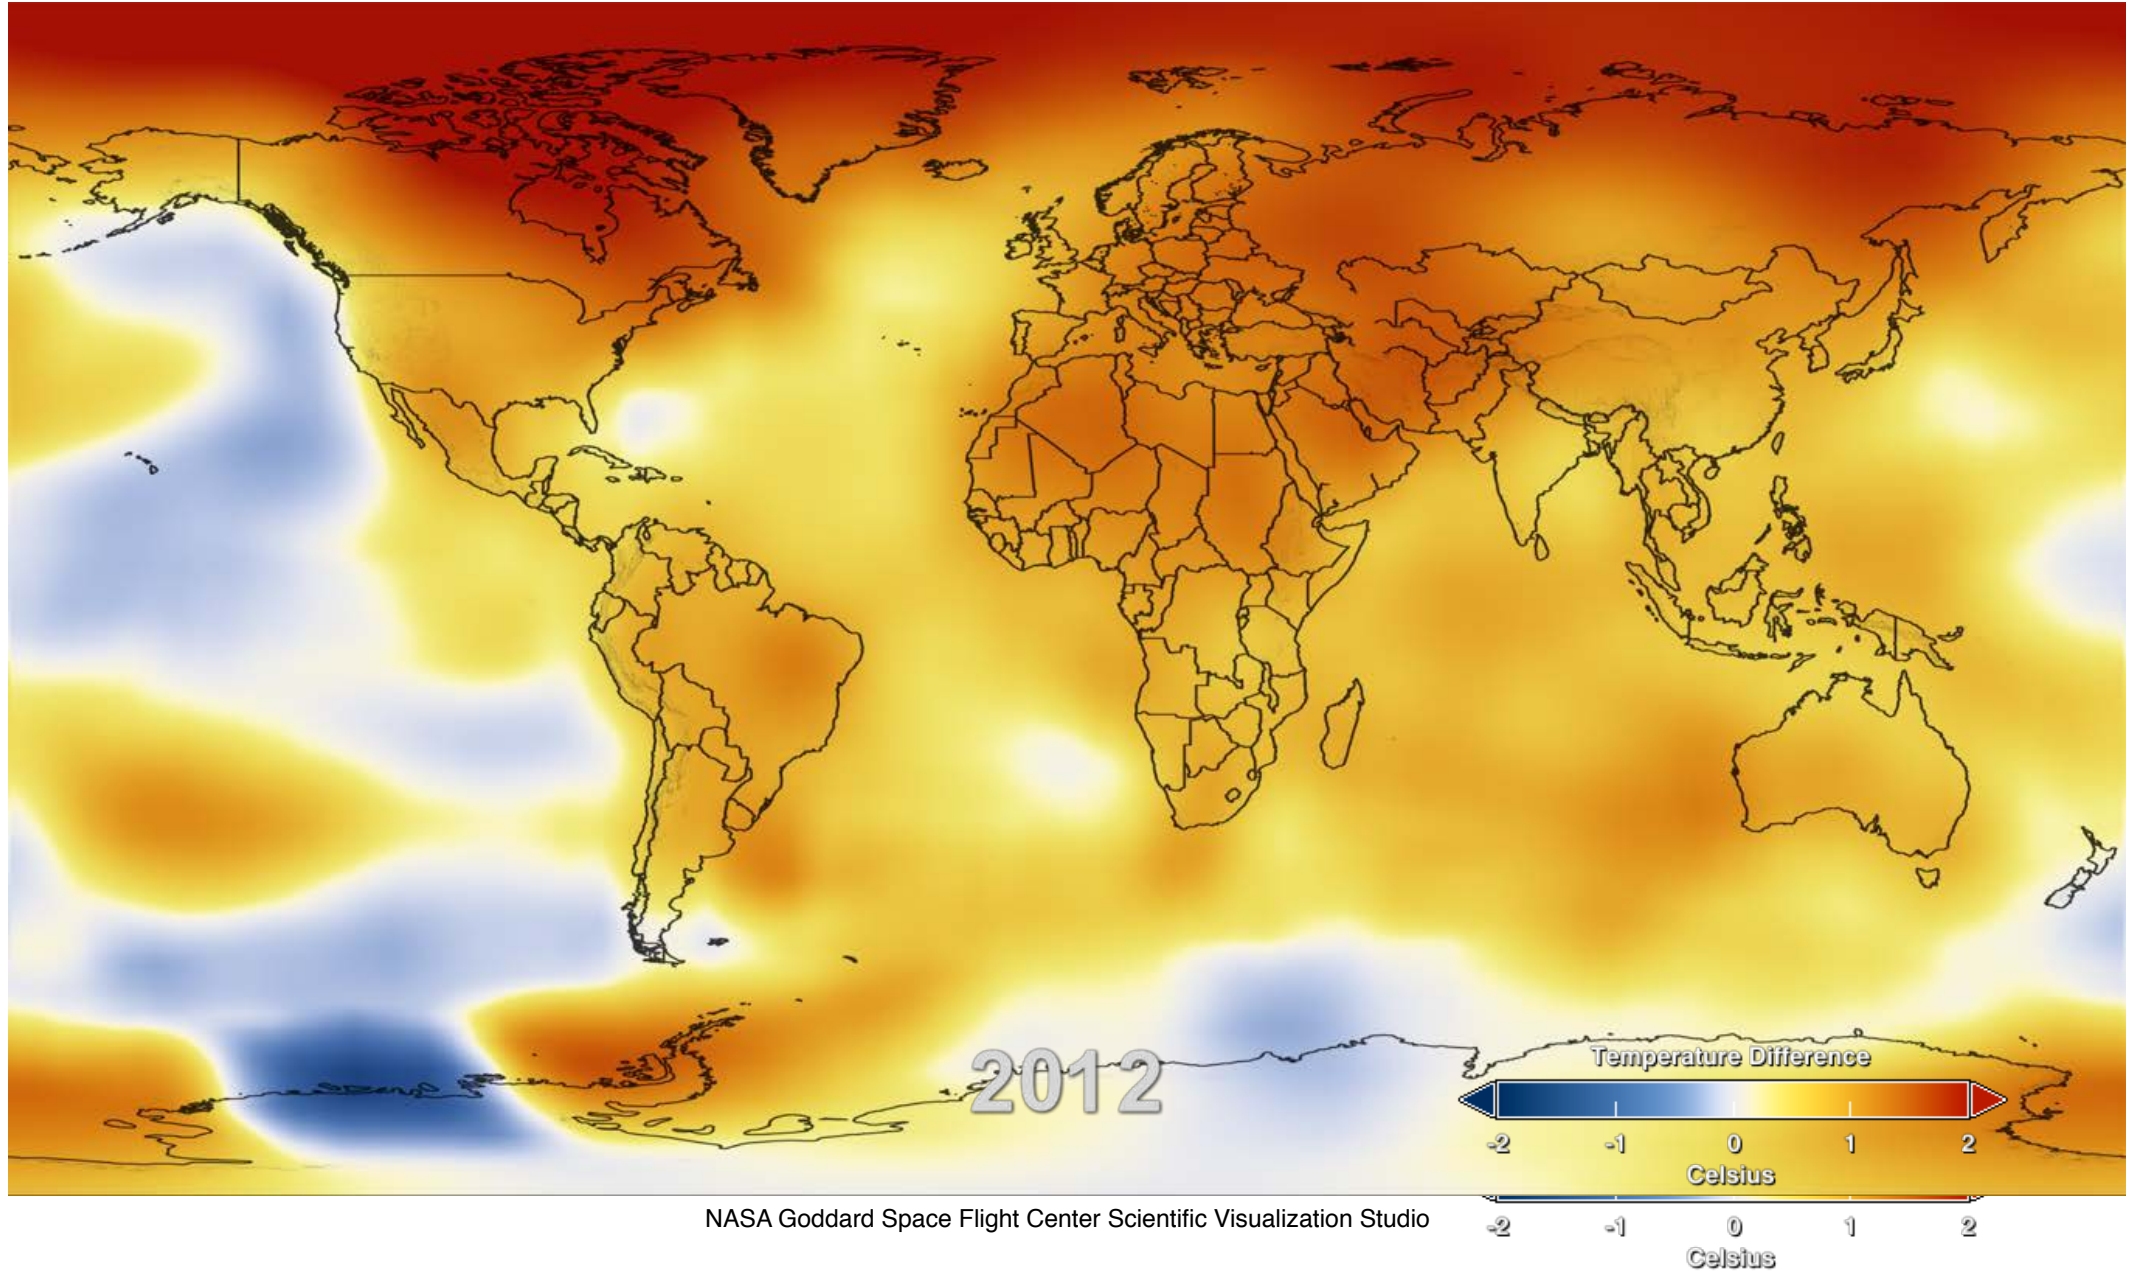 2012
Temperature Difference
-2 -1 0 1 2
Celsius
NASA Goddard Space Flight Center Scientific Visualization Studio
-2 -1 0 1 2
Celsius